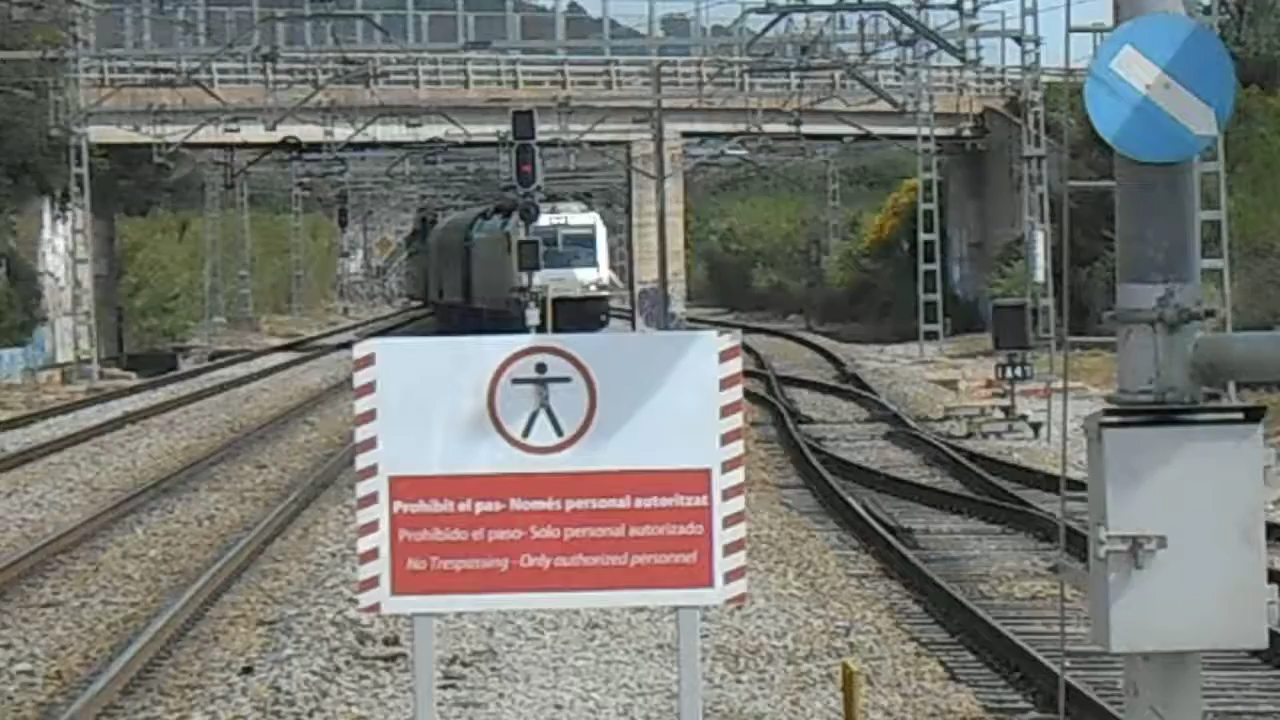 Prohibit el pas- Només personal autoritzat
Prohibido el paso- Solo personal autorizado
No Trespassing - Only authorized personnel